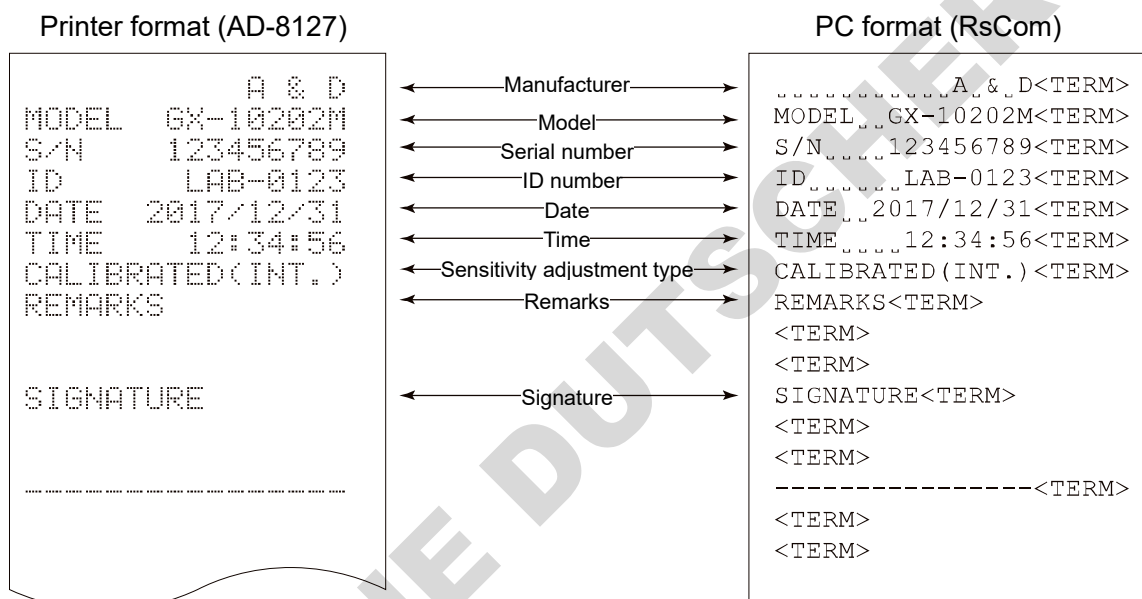 Printer format (AD-8127)
A & D
MODEL  GX-10202M
S/N    123456789
ID      LAB-0123
DATE  2017/12/31
TIME    12:34:56
CALIBRATED(INT.)
REMARKS
SIGNATURE
----------------
Manufacturer
Model
Serial number
ID number
Date
Time
Sensitivity adjustment type
Remarks
Signature
PC format (RsCom)
␣␣␣␣␣␣␣␣␣␣␣A␣&␣D<TERM>
MODEL␣␣GX-10202M<TERM>
S/N␣␣␣␣123456789<TERM>
ID␣␣␣␣␣␣LAB-0123<TERM>
DATE␣␣2017/12/31<TERM>
TIME␣␣␣␣12:34:56<TERM>
CALIBRATED(INT.)<TERM>
REMARKS<TERM>
<TERM>
<TERM>
SIGNATURE<TERM>
<TERM>
<TERM>
----------------<TERM>
<TERM>
<TERM>
DUTSCHER